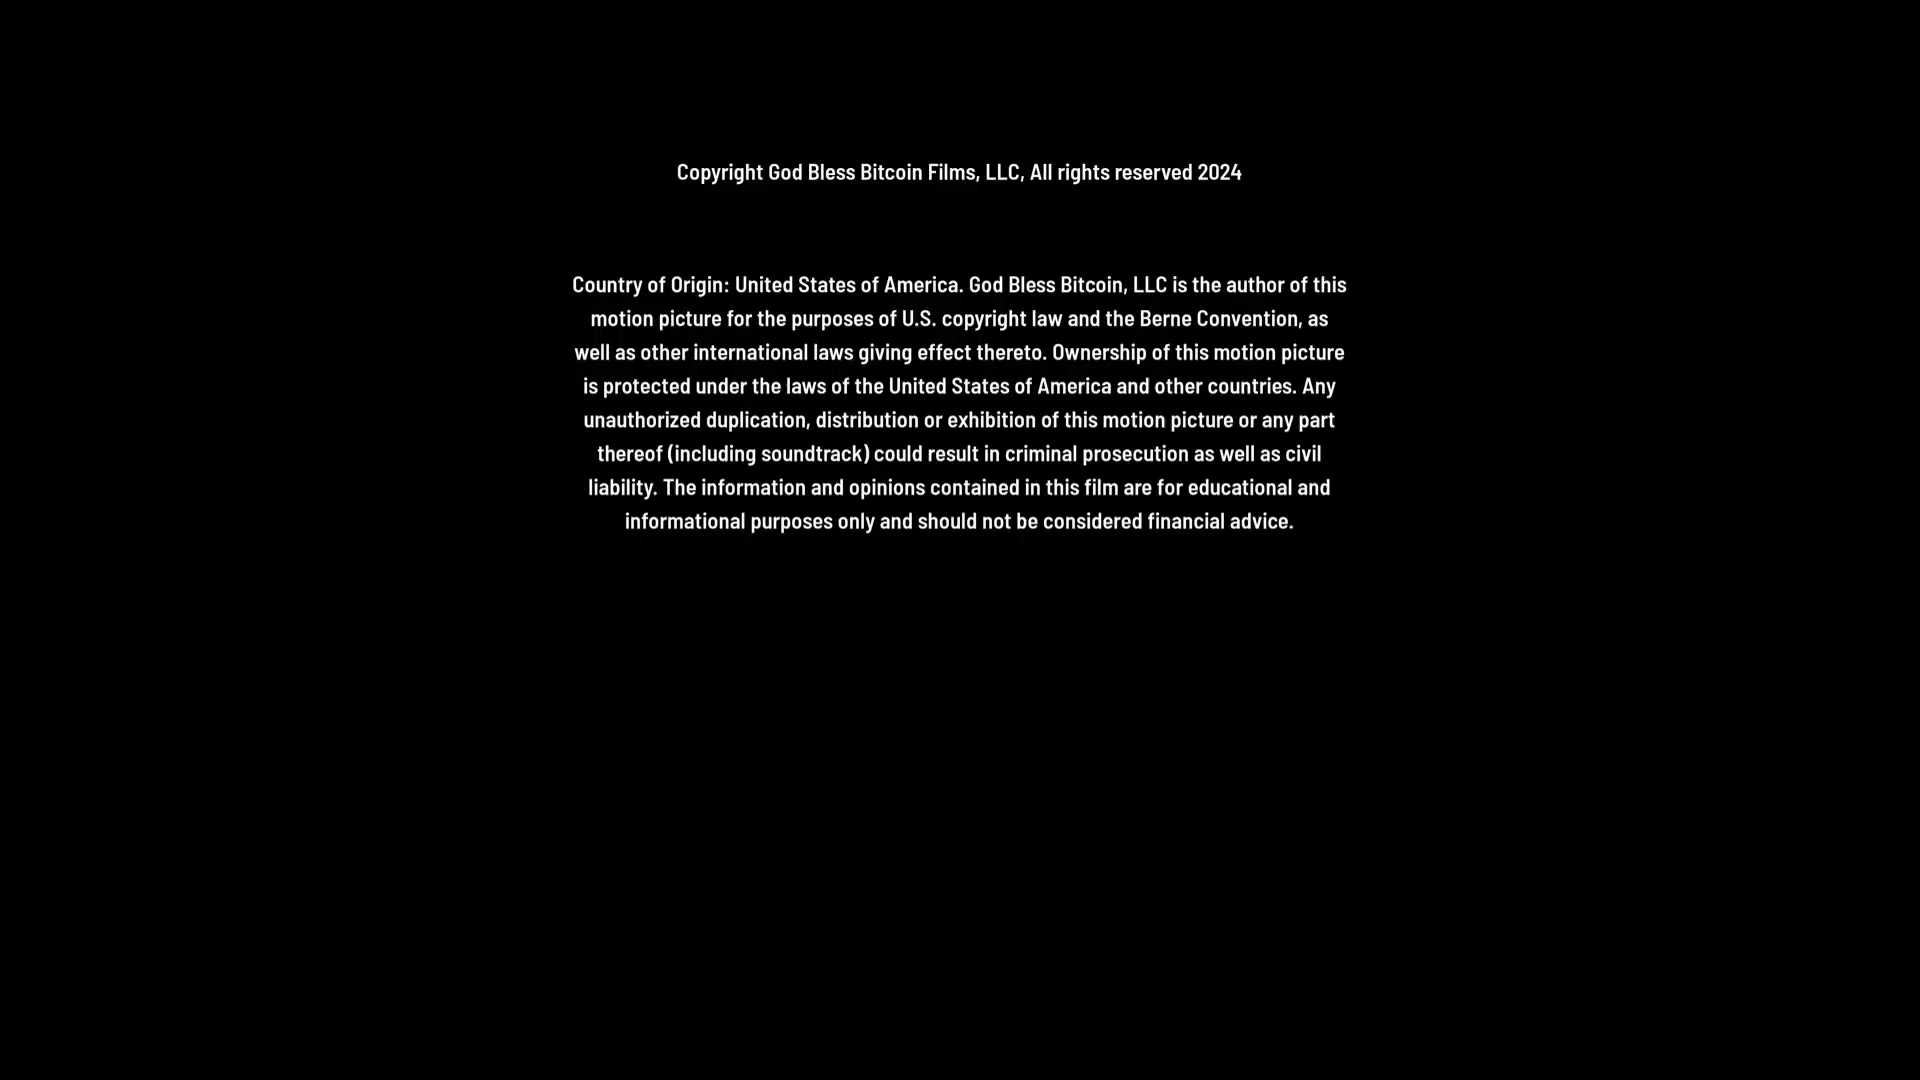 Copyright God Bless Bitcoin Films, LLC, All rights reserved 2024
Country of Origin: United States of America. God Bless Bitcoin, LLC is the author of this
motion picture for the purposes of U.S. copyright law and the Berne Convention, as
well as other international laws giving effect thereto. Ownership of this motion picture
is protected under the laws of the United States of America and other countries. Any
unauthorized duplication, distribution or exhibition of this motion picture or any part
thereof (including soundtrack) could result in criminal prosecution as well as civil
liability. The information and opinions contained in this film are for educational and
informational purposes only and should not be considered financial advice.